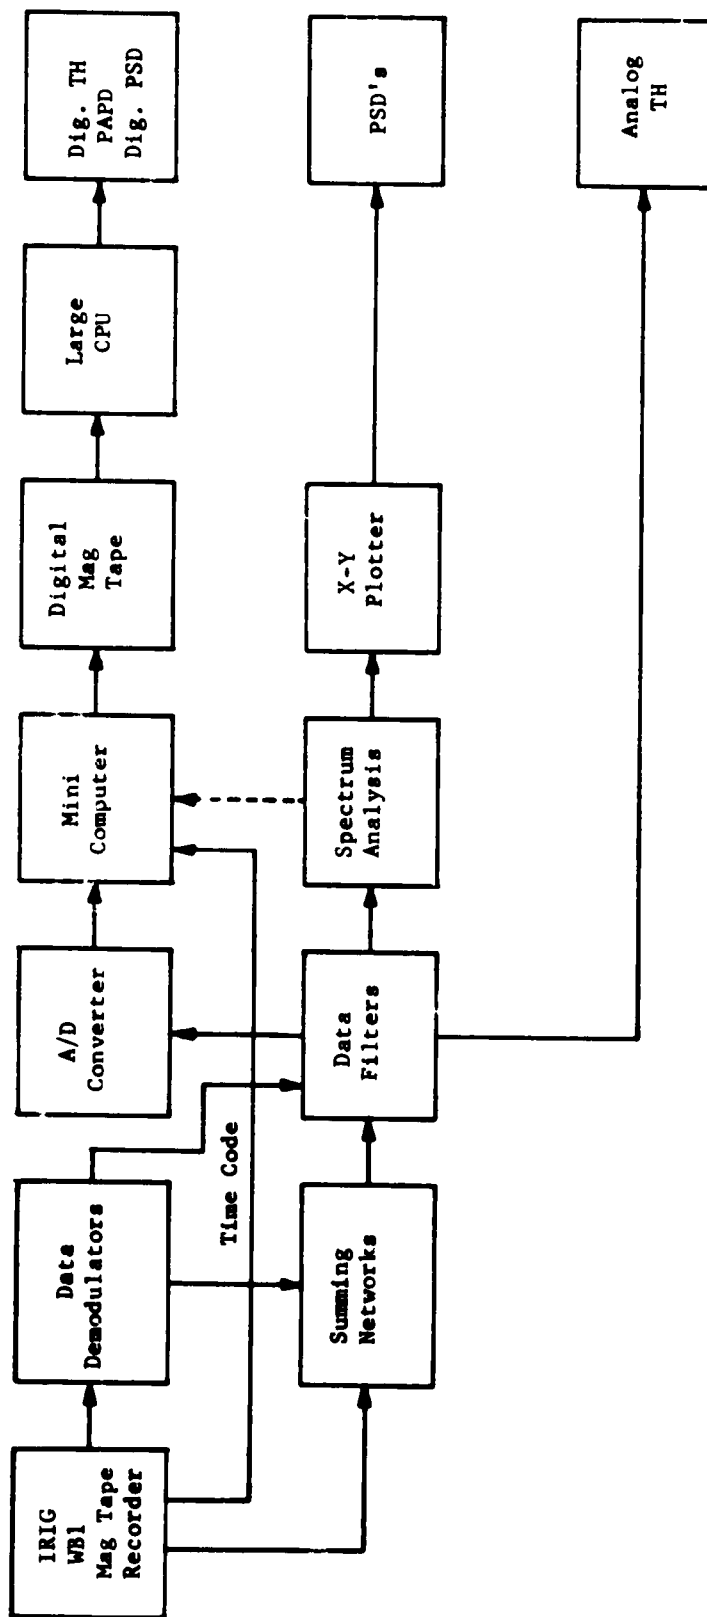 IRIG
WB1
Mag Tape
Recorder
Data
Demodulators
A/D
Converter
Mini
Computer
Digital
Mag
Tape
Large
CPU
Dig. TH
PAPD
Dig. PSD
Time Code
Summing
Networks
Data
Filters
Spectrum
Analysis
X-Y
Plotter
PSD's
Analog
TH